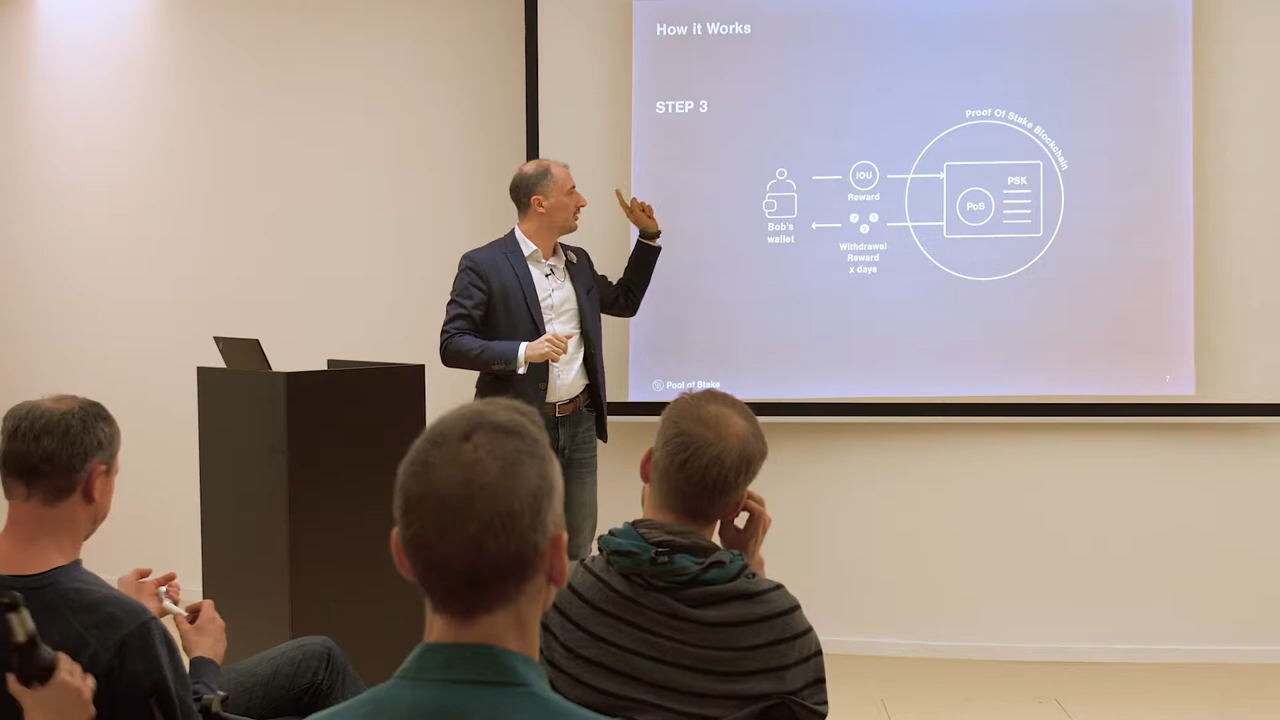 How it Works
STEP 3
Proof Of Stake Blockchain
IOU
Reward
PSK
PoS
Bob's
wallet
Withdrawal
Reward
x days
Pool of Stake
7